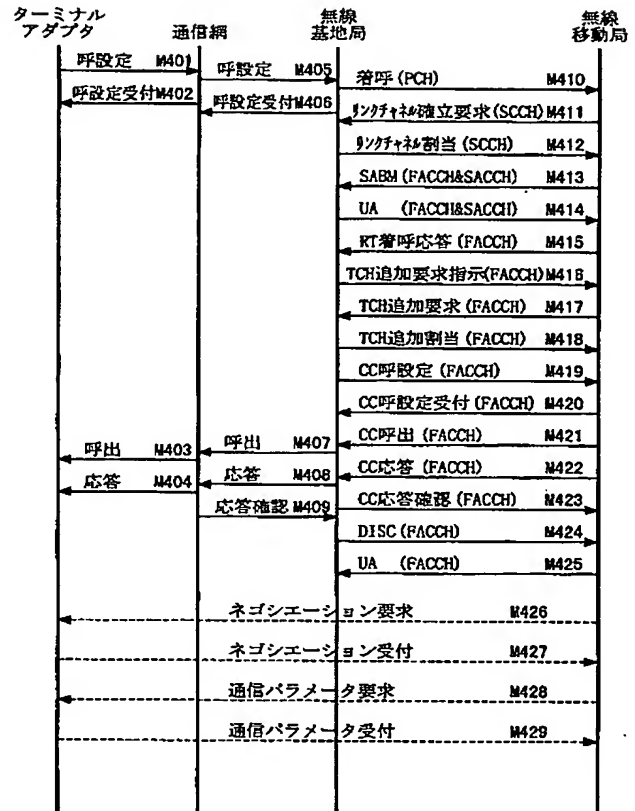 ターミナル
アダプタ
通信網
無線
基地局
無線
移動局
呼設定 M401
呼設定 M405
着呼(PCH) M410
呼設定受付M402
呼設定受付M406
リンクチャネル確立要求(SCCH)M411
リンクチャネル割当(SCCH) M412
SABM(FACCH&SACCH) M413
UA (FACCH&SACCH) M414
RT着呼応答(FACCH) M415
TCH追加要求指示(FACCH)M416
TCH追加要求(FACCH) M417
TCH追加割当(FACCH) M418
CC呼設定(FACCH) M419
CC呼設定受付(FACCH) M420
呼出 M403
呼出 M407
CC呼出(FACCH) M421
応答 M404
応答 M408
CC応答(FACCH) M422
応答確認 M409
CC応答確認(FACCH) M423
DISC(FACCH) M424
UA (FACCH) M425
ネゴシエーション要求 M426
ネゴシエーション受付 M427
通信パラメータ要求 M428
通信パラメータ受付 M429